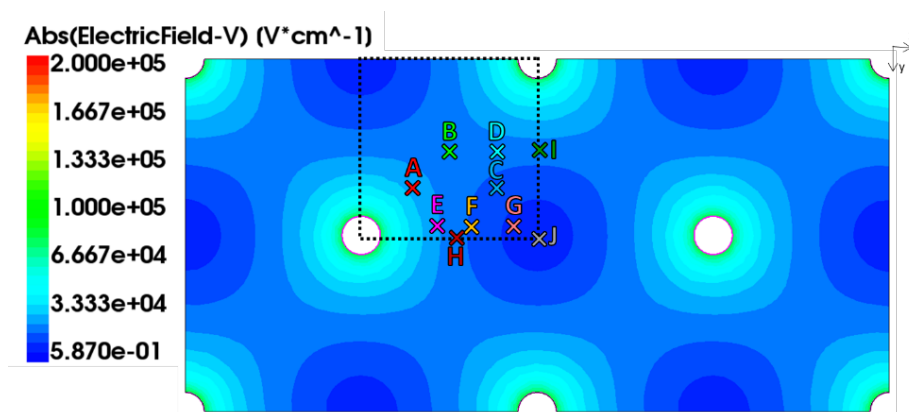 Abs(ElectricField-V) (V*cm^-1)
2.000e+05
1.667e+05
1.333e+05
1.000e+05
6.667e+04
3.333e+04
5.870e-01
y
B D I
A C
E F G
H J